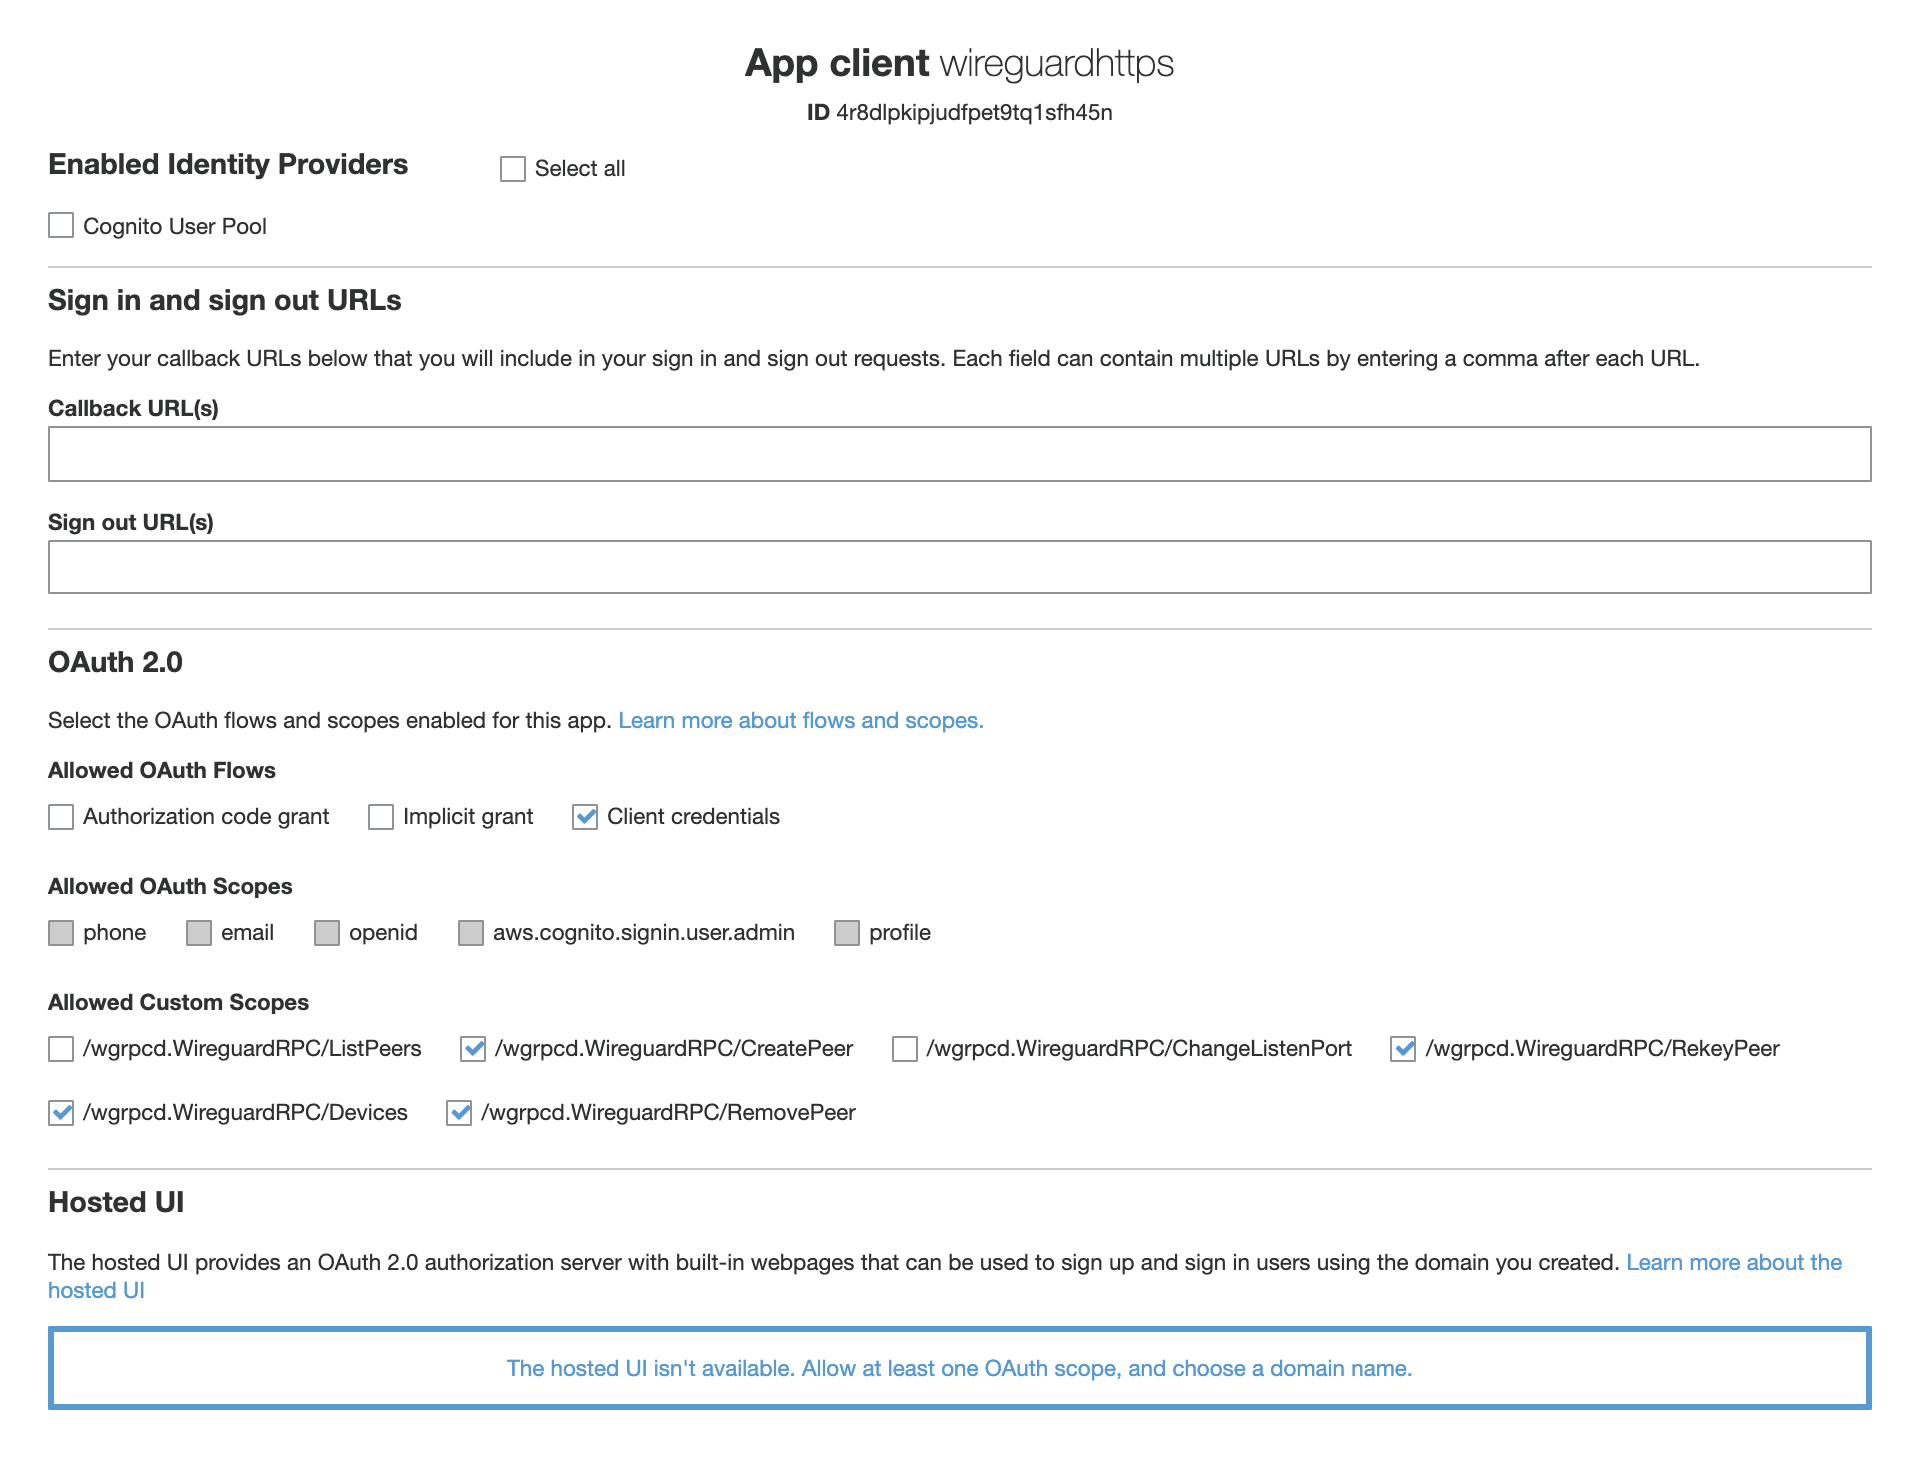 App client wireguardhttps
ID 4r8dlpkipjudfpet9tq1sfh45n
Enabled Identity Providers Select all
Cognito User Pool
Sign in and sign out URLs
Enter your callback URLs below that you will include in your sign in and sign out requests. Each field can contain multiple URLs by entering a comma after each URL.
Callback URL(s)
Sign out URL(s)
OAuth 2.0
Select the OAuth flows and scopes enabled for this app. Learn more about flows and scopes.
Allowed OAuth Flows
Authorization code grant Implicit grant Client credentials
Allowed OAuth Scopes
phone email openid aws.cognito.signin.user.admin profile
Allowed Custom Scopes
/wgrpcd.WireguardRPC/ListPeers /wgrpcd.WireguardRPC/CreatePeer /wgrpcd.WireguardRPC/ChangeListenPort /wgrpcd.WireguardRPC/RekeyPeer
/wgrpcd.WireguardRPC/Devices /wgrpcd.WireguardRPC/RemovePeer
Hosted UI
The hosted UI provides an OAuth 2.0 authorization server with built-in webpages that can be used to sign up and sign in users using the domain you created. Learn more about the
hosted UI
The hosted UI isn't available. Allow at least one OAuth scope, and choose a domain name.